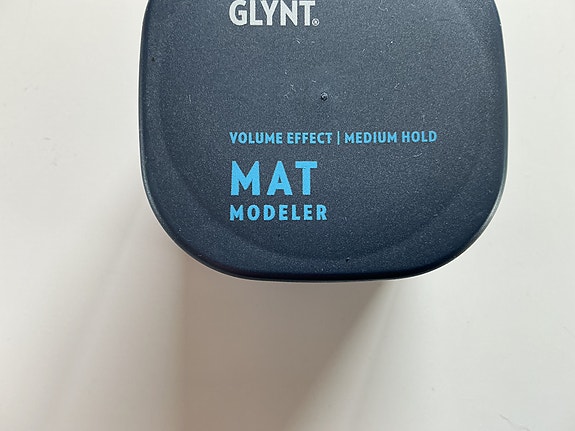 GLYNT®
VOLUME EFFECT | MEDIUM HOLD
MAT
MODELER